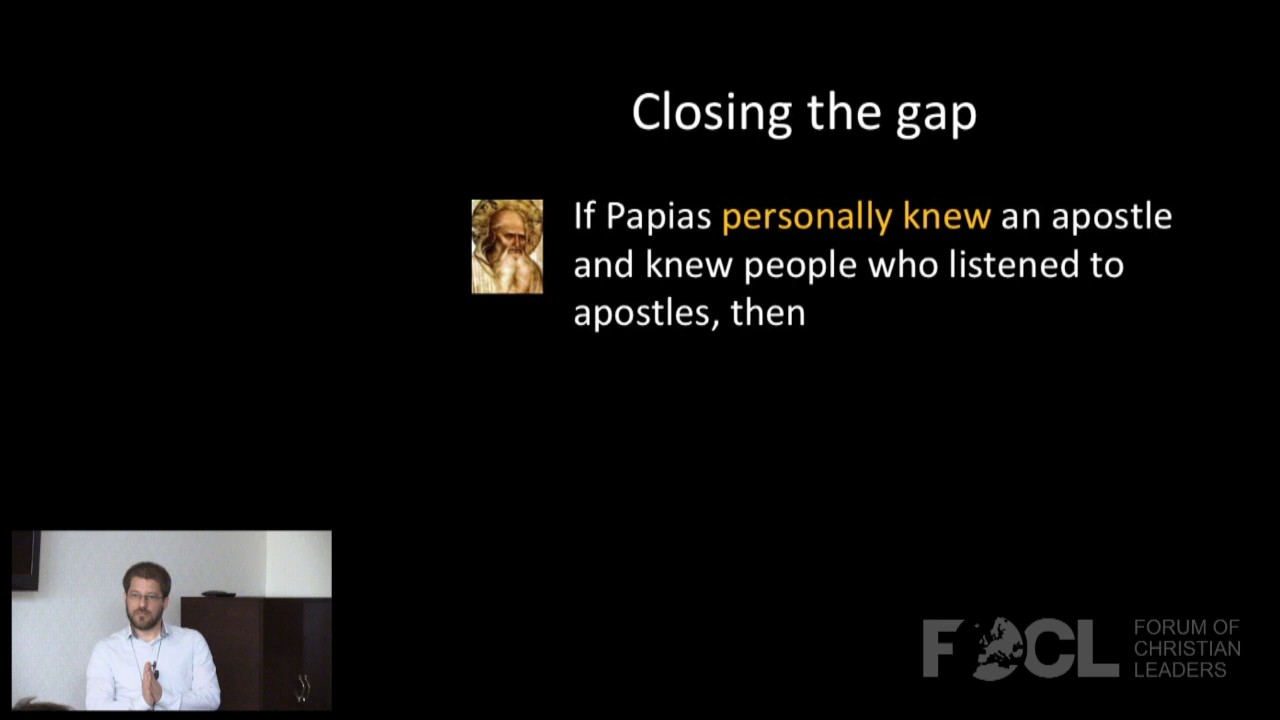 Closing the gap
If Papias personally knew an apostle
and knew people who listened to
apostles, then
FOCL
FORUM OF
CHRISTIAN
LEADERS